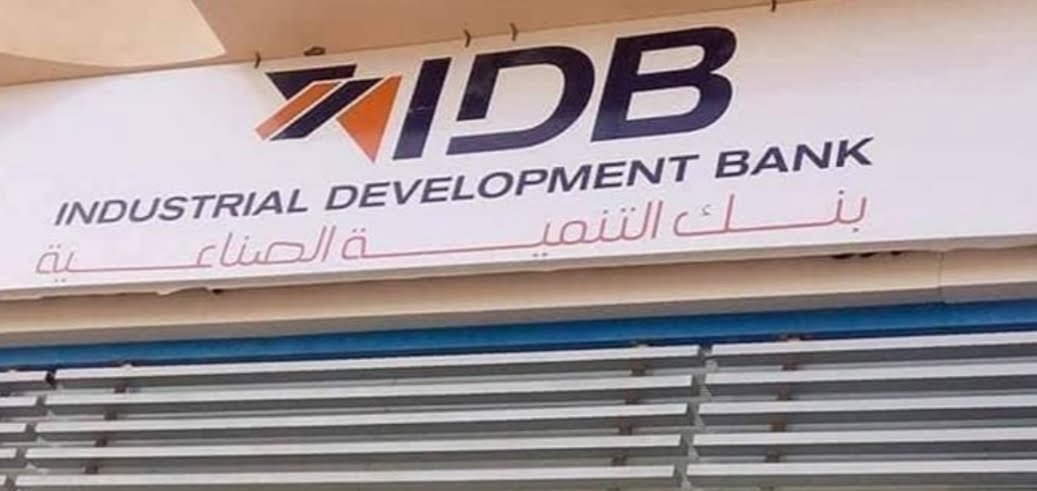 IDB
INDUSTRIAL DEVELOPMENT BANK
بنك التنمية الصناعية